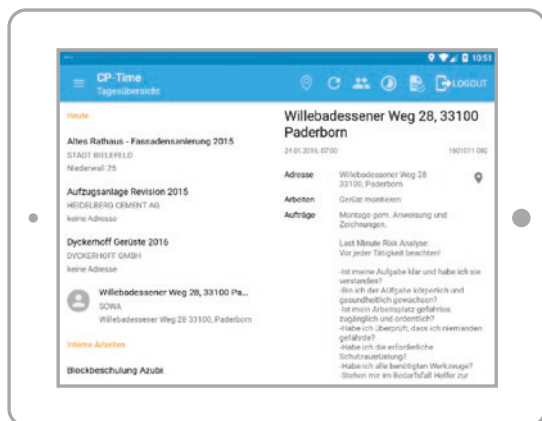 10:51
CP-Time
Tagesübersicht
LOGOUT
Heute
Altes Rathaus - Fassadensanierung 2015
STADT BIELEFELD
Niederwall 25
Aufzugsanlage Revision 2015
HEIDELBERG CEMENT AG
keine Adresse
Dyckerhoff Gerüste 2016
DYCKERHOFF GMBH
keine Adresse
Willebadessener Weg 28, 33100 Pa...
SOWA
Willebadessener Weg 28 33100, Paderborn
Interne Arbeiten
Blockbeschulung Azubi
Willebadessener Weg 28, 33100
Paderborn
24.01.2016, 07:00
1601011-082
Adresse
Willebadessener Weg 28
33100, Paderborn
Arbeiten
Gerüst montieren
Aufträge
Montage gem. Anweisung und
Zeichnungen.
Last Minute Risk Analyse:
Vor jeder Tätigkeit beachten!
-Ist meine Aufgabe klar und habe ich sie
verstanden?
-Bin ich der Aufgabe körperlich und
gesundheitlich gewachsen?
-Ist mein Arbeitsplatz gefahrlos
zugänglich und ordentlich?
-Habe ich überprüft, dass ich niemanden
gefährde?
-Habe ich die erforderliche
Schutzausrüstung?
-Habe ich alle benötigten Werkzeuge?
-Stehen mir im Bedarfsfall Helfer zur